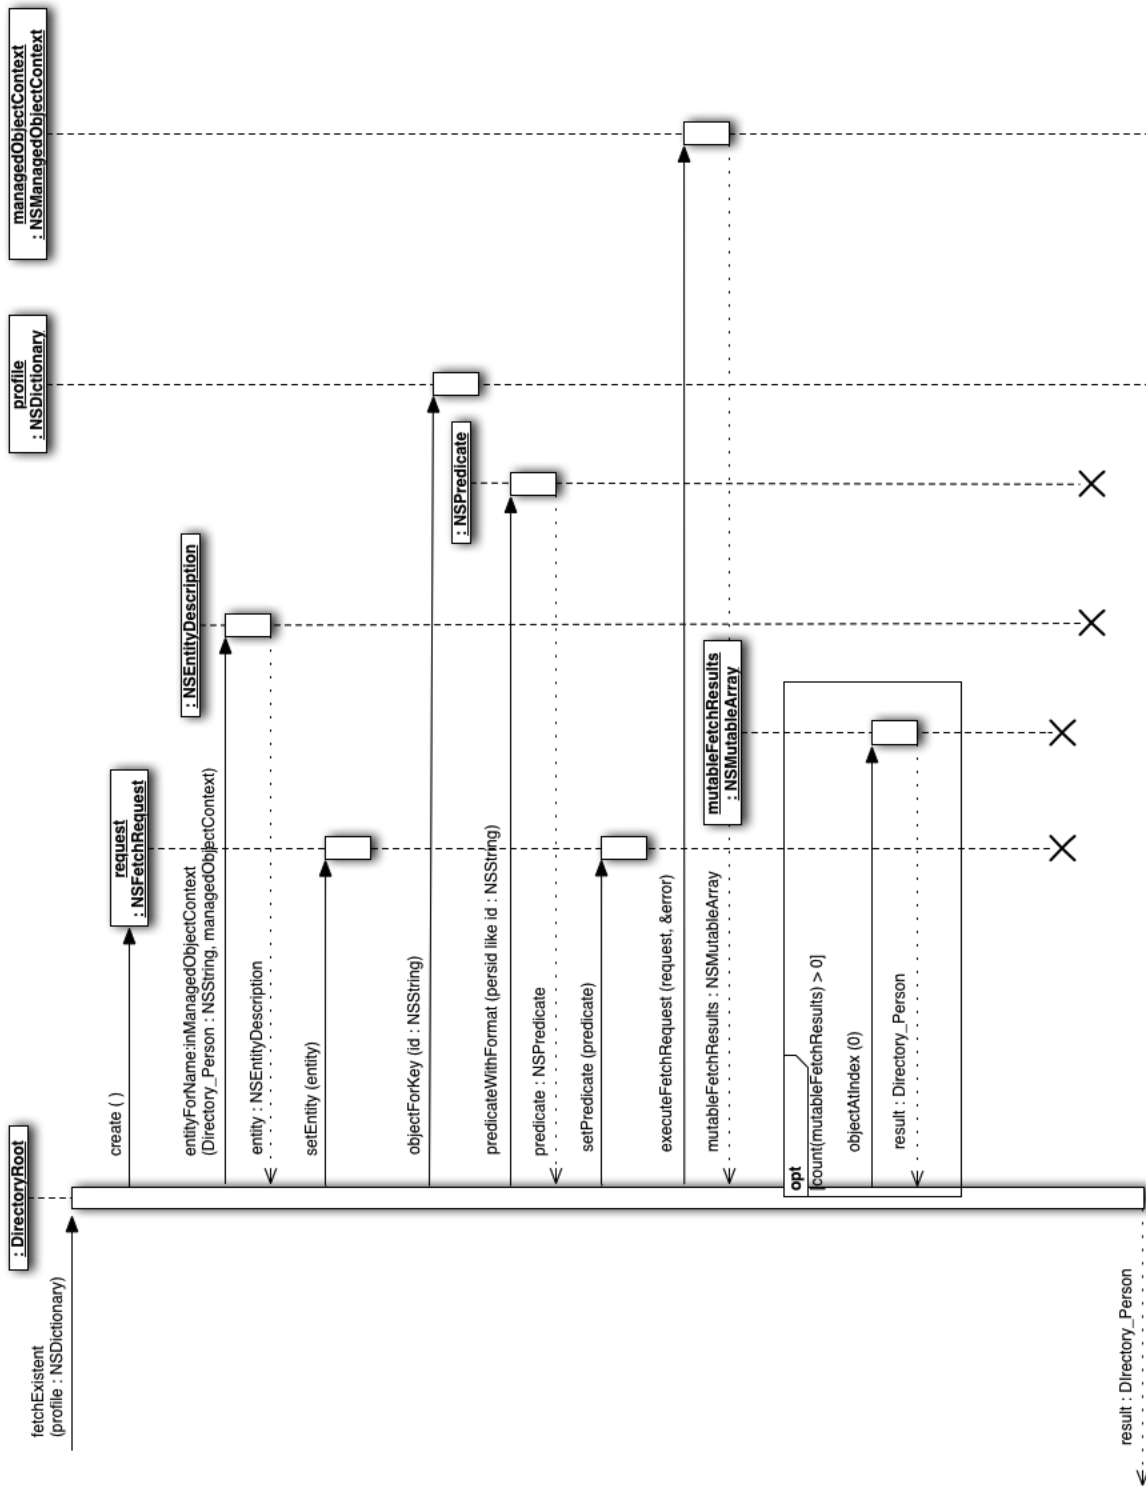 fetchExistent
(profile : NSDictionary)
: DirectoryRoot
create ( )
request
: NSFetchRequest
entityForName:inManagedObjectContext
(Directory_Person : NSString, managedObjectContext)
: NSEntityDescription
entity : NSEntityDescription
setEntity (entity)
objectForKey (id : NSString)
profile
: NSDictionary
managedObjectContext
: NSManagedObjectContext
: NSPredicate
predicateWithFormat (persid like id : NSString)
predicate : NSPredicate
setPredicate (predicate)
executeFetchRequest (request, &error)
mutableFetchResults : NSMutableArray
mutableFetchResults
: NSMutableArray
opt
[count(mutableFetchResults) > 0]
objectAtIndex (0)
result : Directory_Person
result : DIrectory_Person